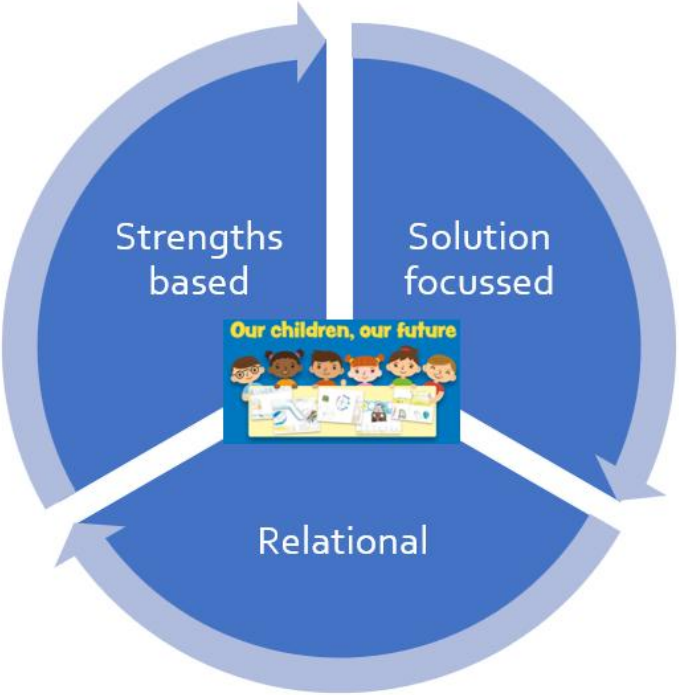 Strengths
based
Solution
focussed
Our children, our future
Relational